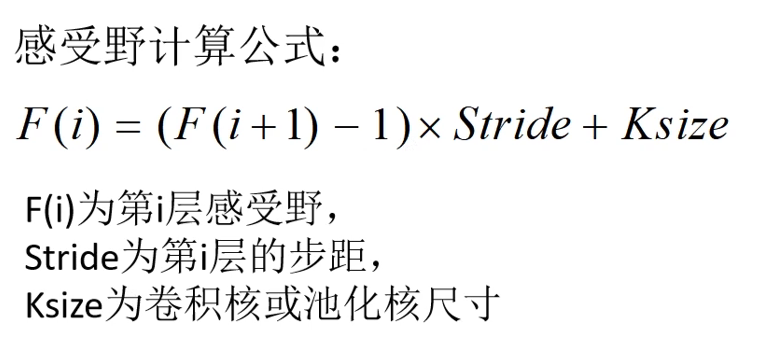 感受野计算公式：
F(i) = (F(i+1) − 1) × Stride + Ksize
F(i)为第i层感受野，
Stride为第i层的步距，
Ksize为卷积核或池化核尺寸